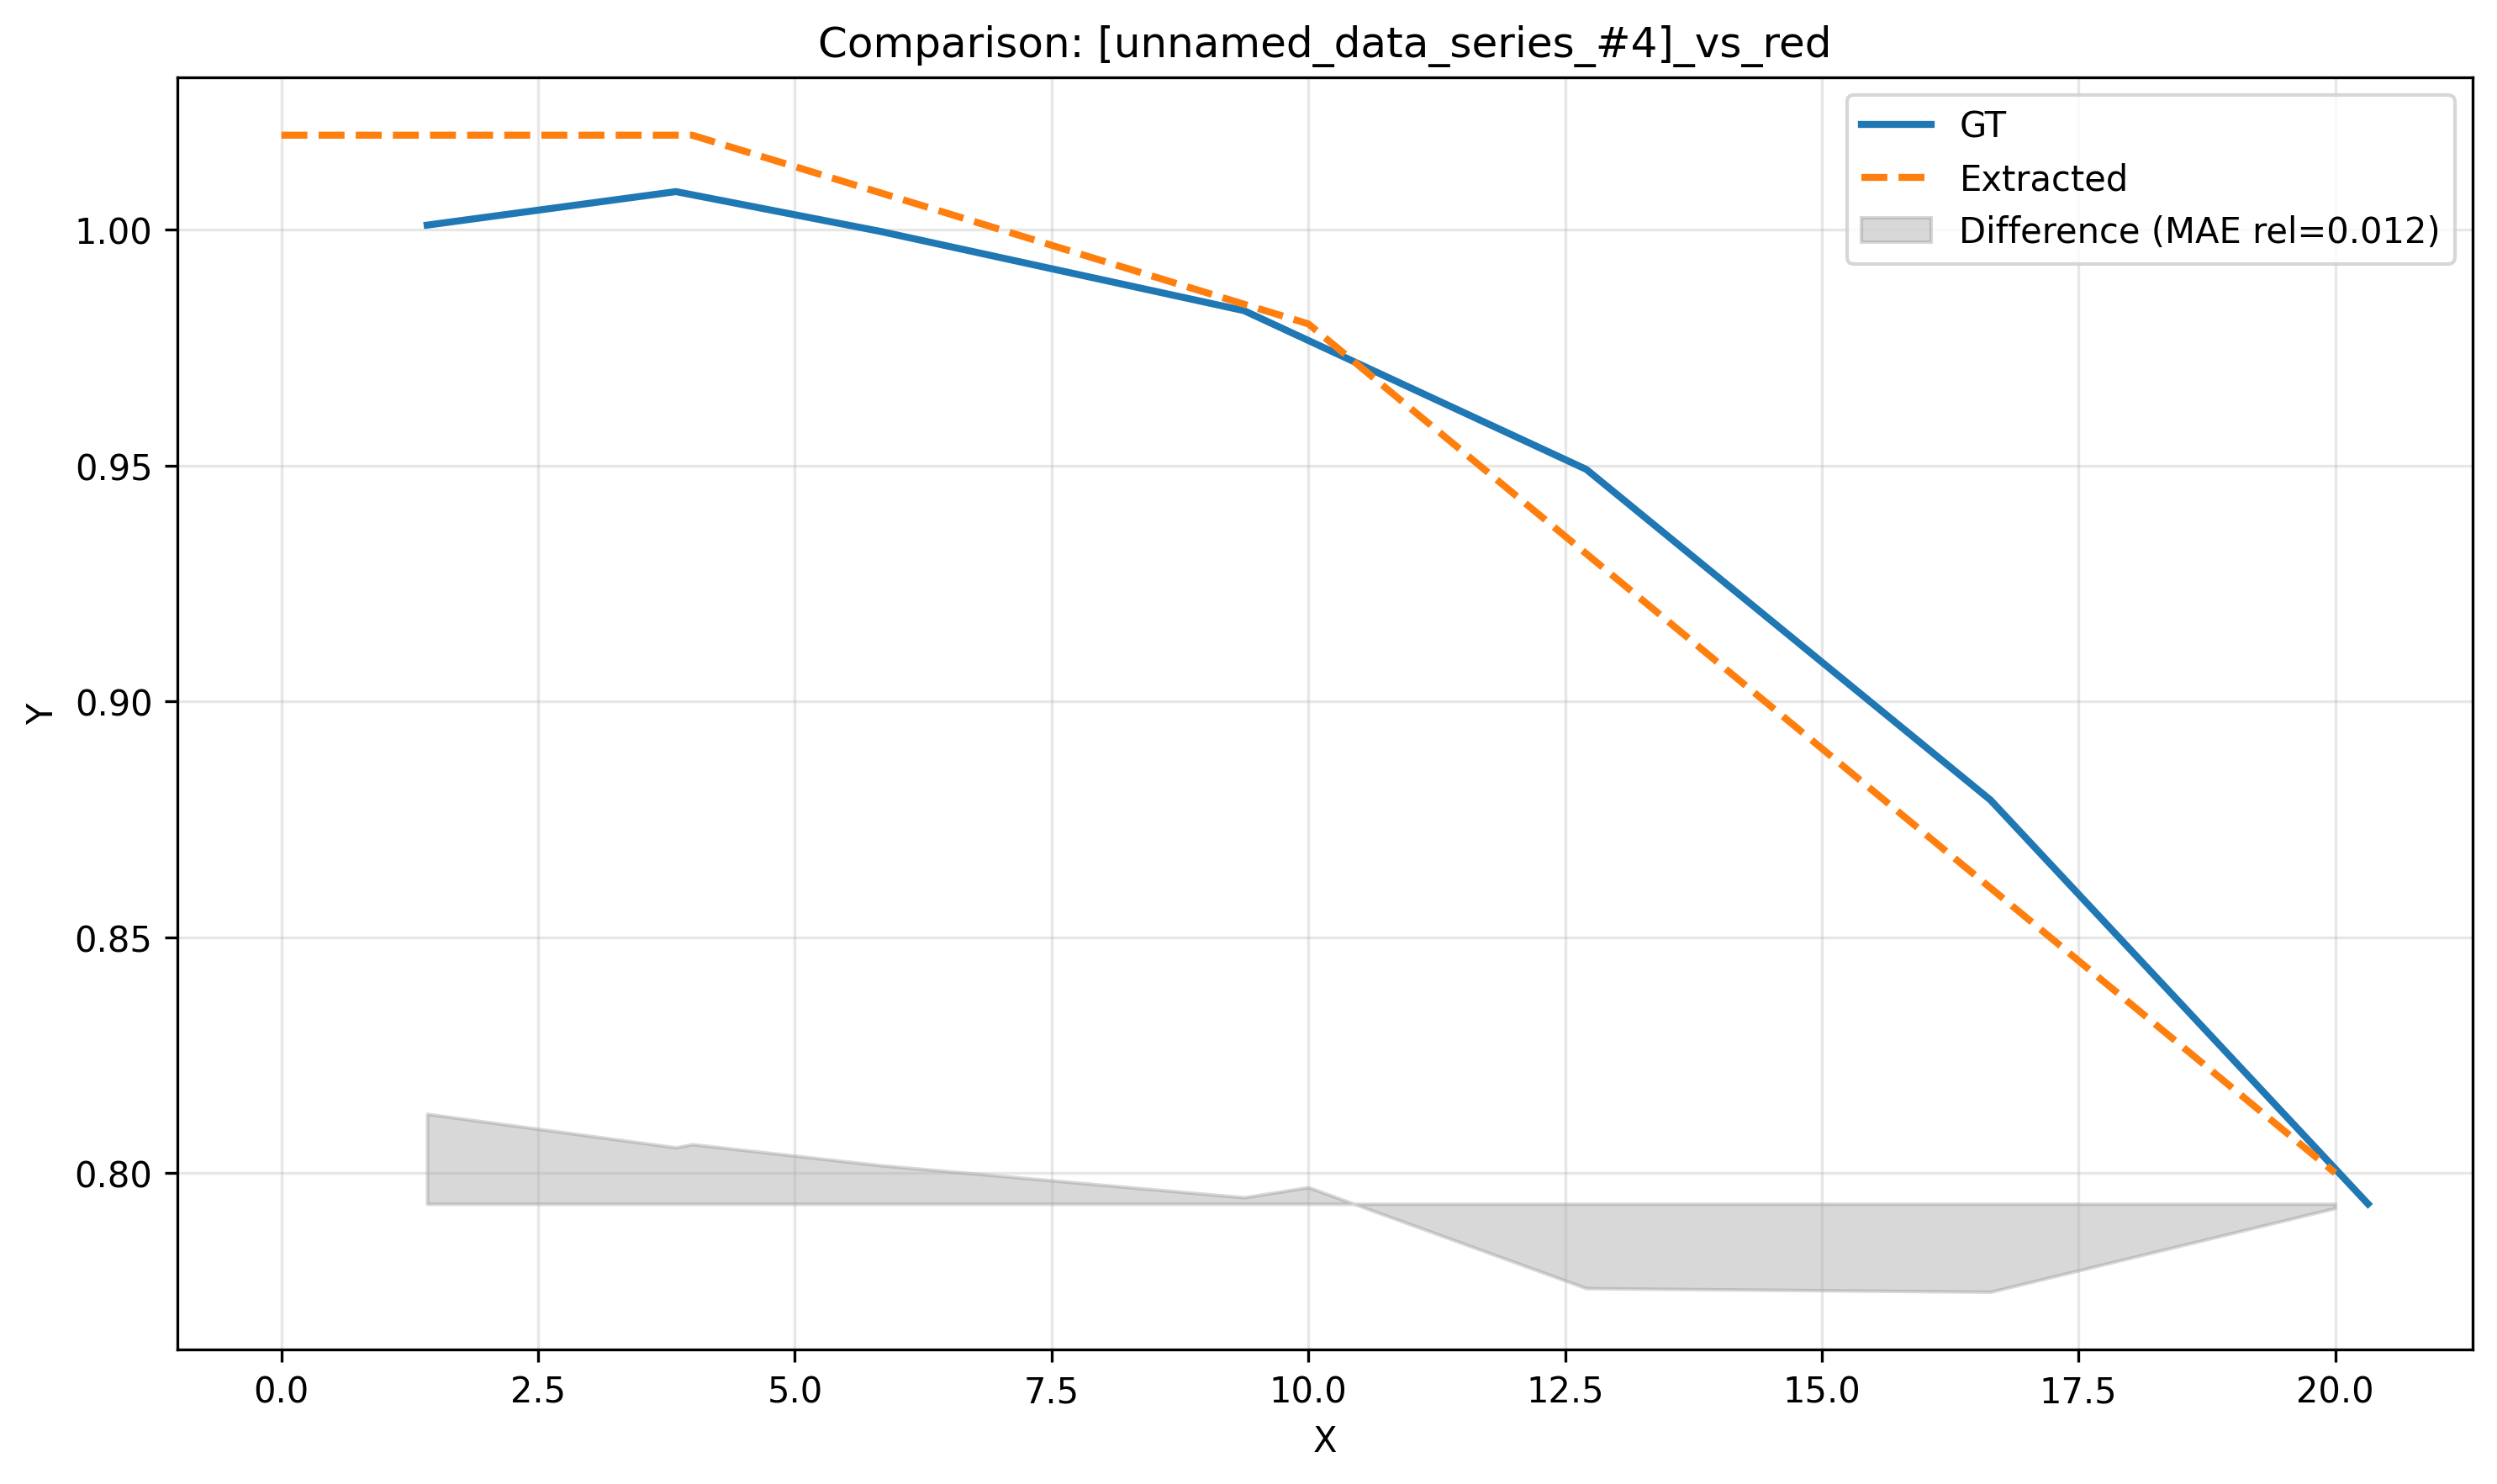 Comparison: [unnamed_data_series_#4]_vs_red
GT
Extracted
Difference (MAE rel=0.012)
Y
1.00
0.95
0.90
0.85
0.80
0.0 2.5 5.0 7.5 10.0 12.5 15.0 17.5 20.0
X